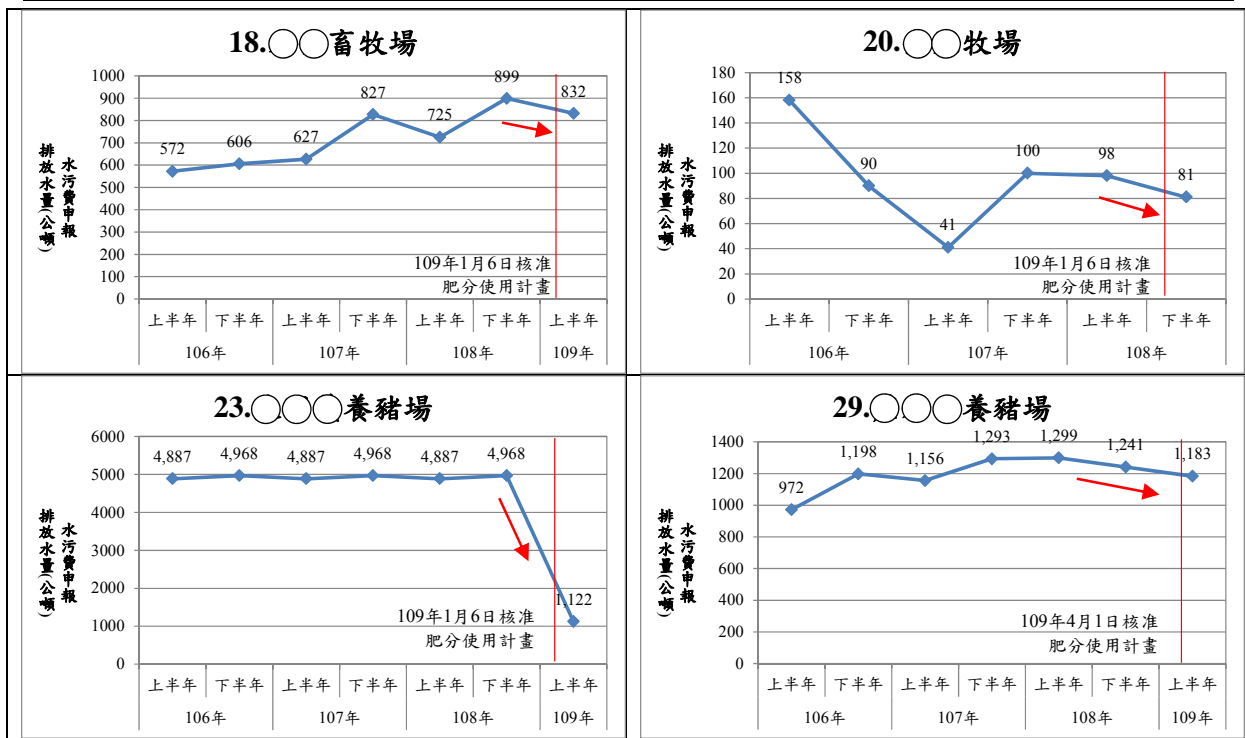 18.○○畜牧場
水污費申報
排放水量(公噸)
1000
900
800
700
600
500
400
300
200
100
0
572
606
627
827
725
899
832
109年1月6日核准
肥分使用計畫
上半年 下半年 上半年 下半年 上半年 下半年 上半年
106年 107年 108年 109年
20.○○牧場
水污費申報
排放水量(公噸)
180
160
140
120
100
80
60
40
20
0
158
90
41
100
98
81
109年1月6日核准
肥分使用計畫
上半年 下半年 上半年 下半年 上半年 下半年
106年 107年 108年
23.○○○養豬場
水污費申報
排放水量(公噸)
6000
5000
4000
3000
2000
1000
0
4,887
4,968
4,887
4,968
4,887
4,968
1,122
109年1月6日核准
肥分使用計畫
上半年 下半年 上半年 下半年 上半年 下半年 上半年
106年 107年 108年 109年
29.○○○養豬場
水污費申報
排放水量(公噸)
1400
1200
1000
800
600
400
200
0
972
1,198
1,156
1,293
1,299
1,241
1,183
109年4月1日核准
肥分使用計畫
上半年 下半年 上半年 下半年 上半年 下半年 上半年
106年 107年 108年 109年